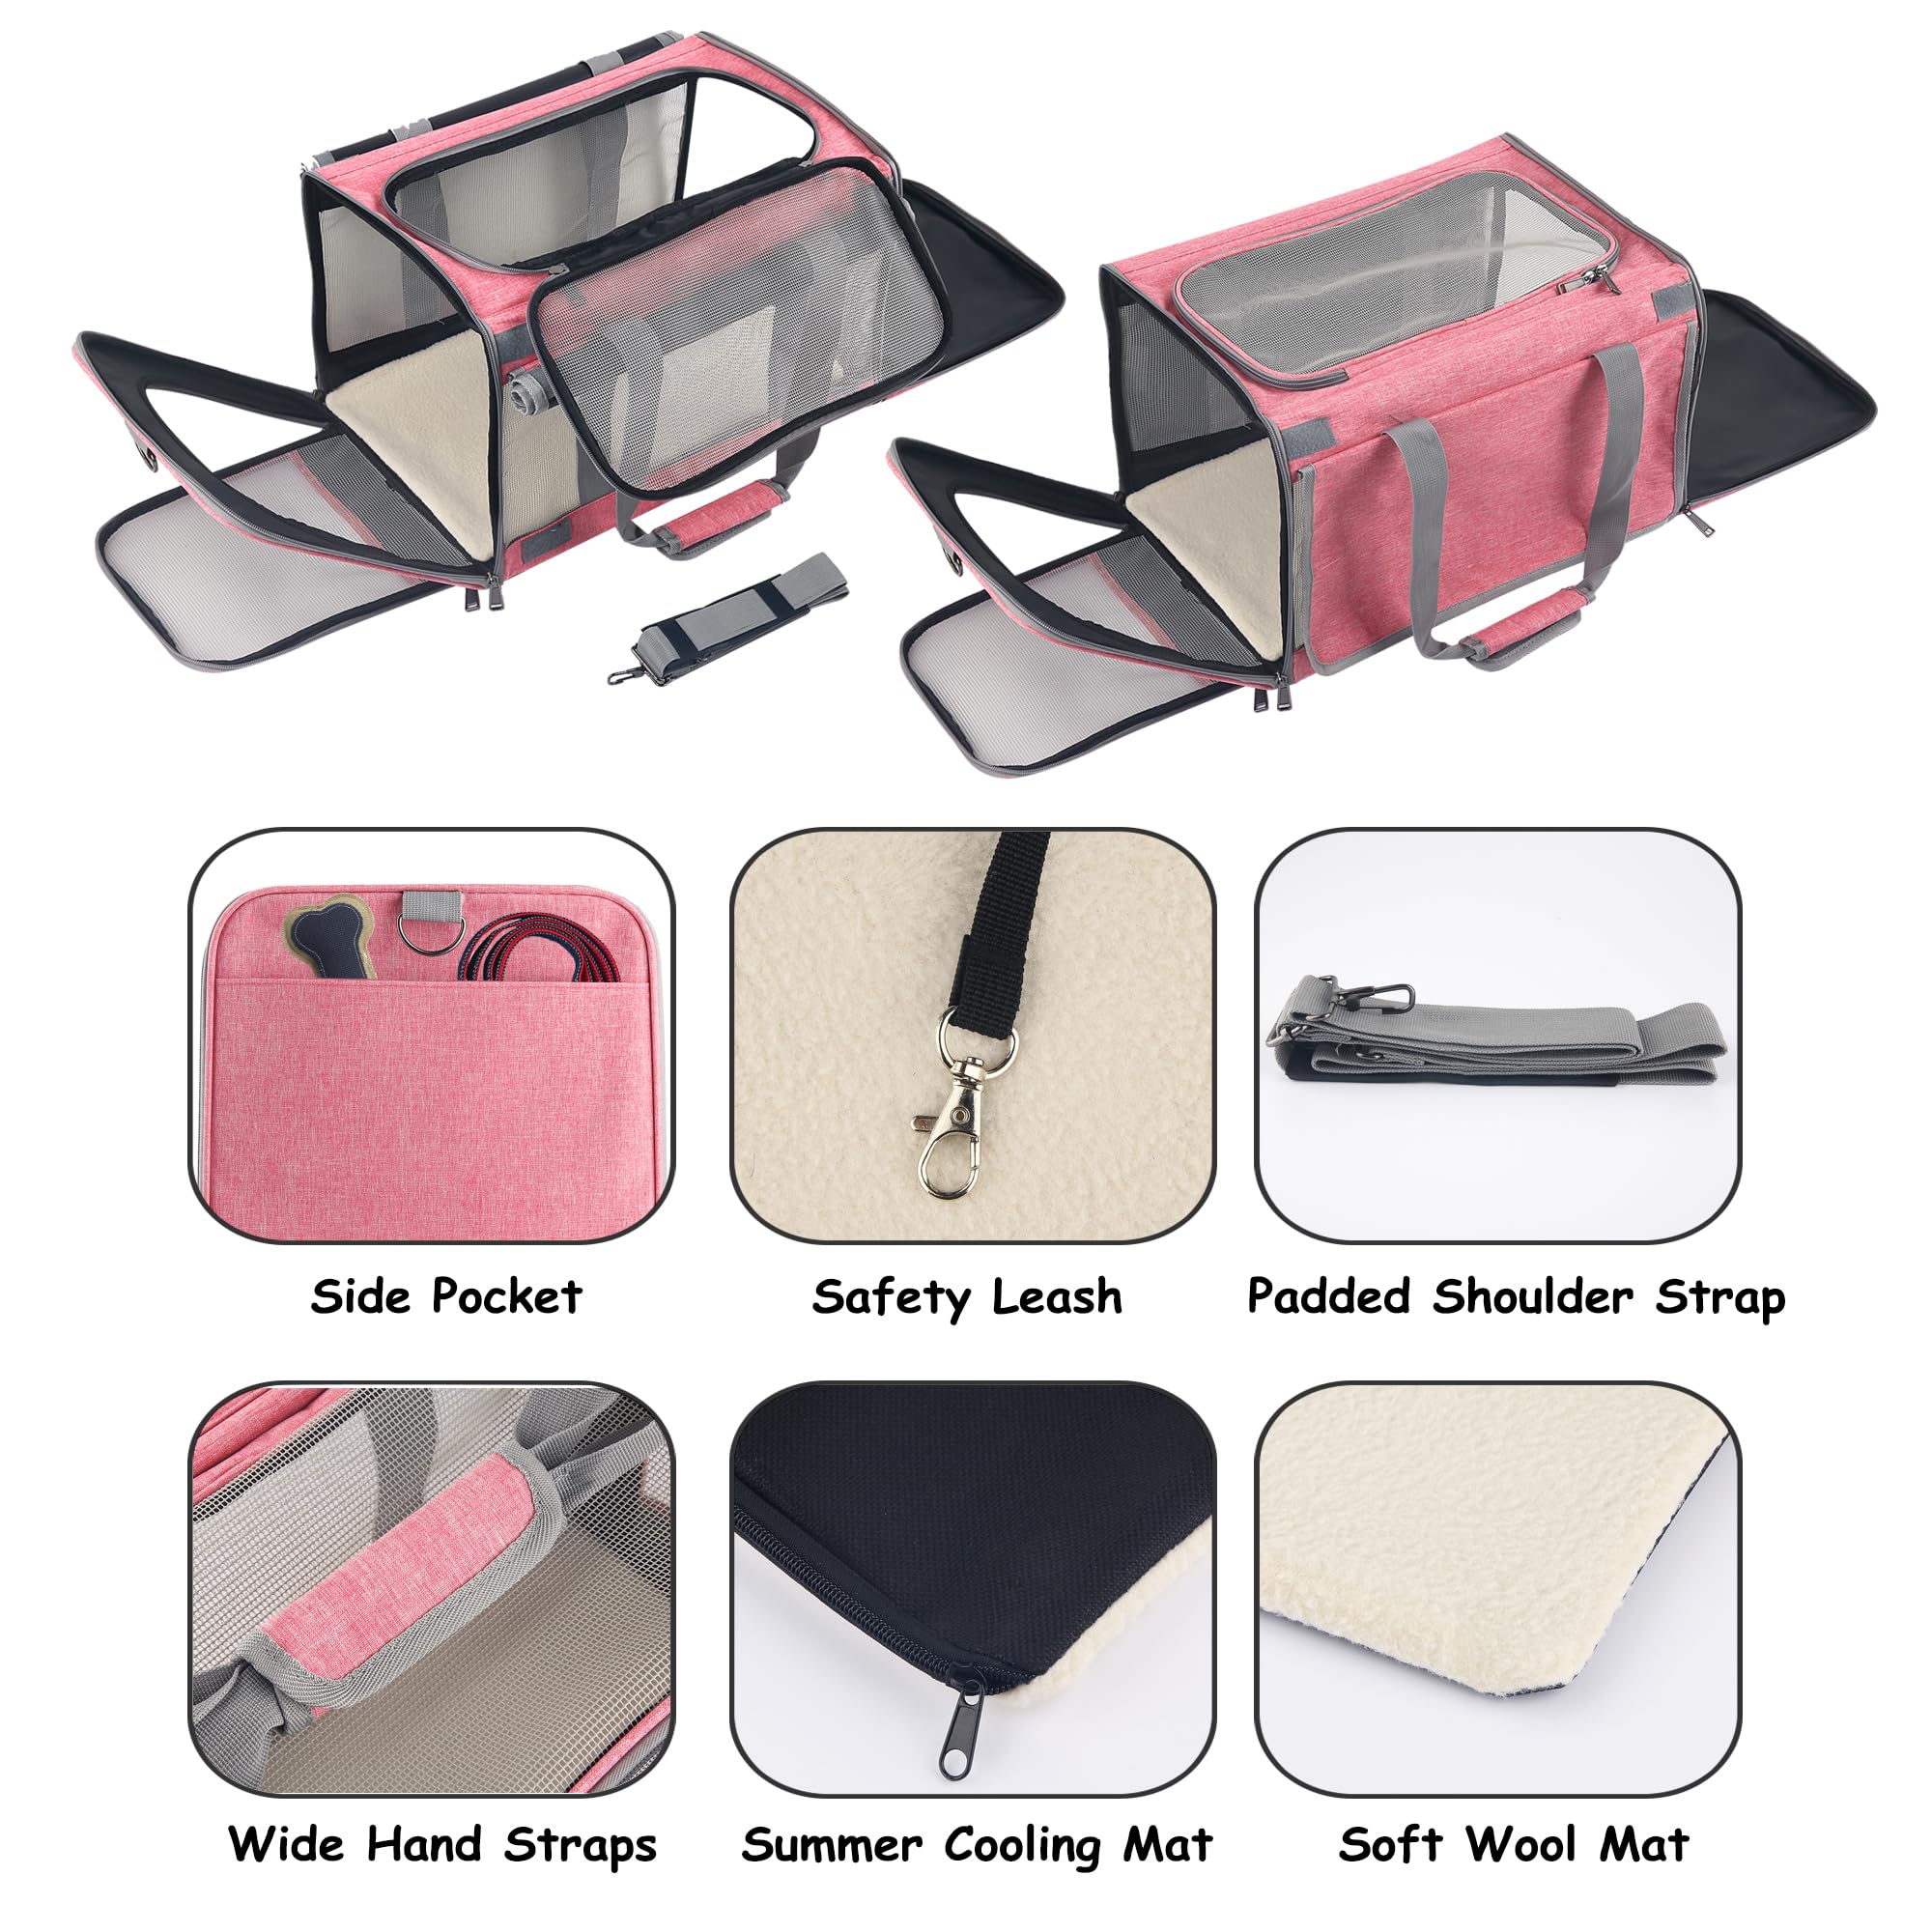 Side Pocket
Safety Leash
Padded Shoulder Strap
Wide Hand Straps
Summer Cooling Mat
Soft Wool Mat